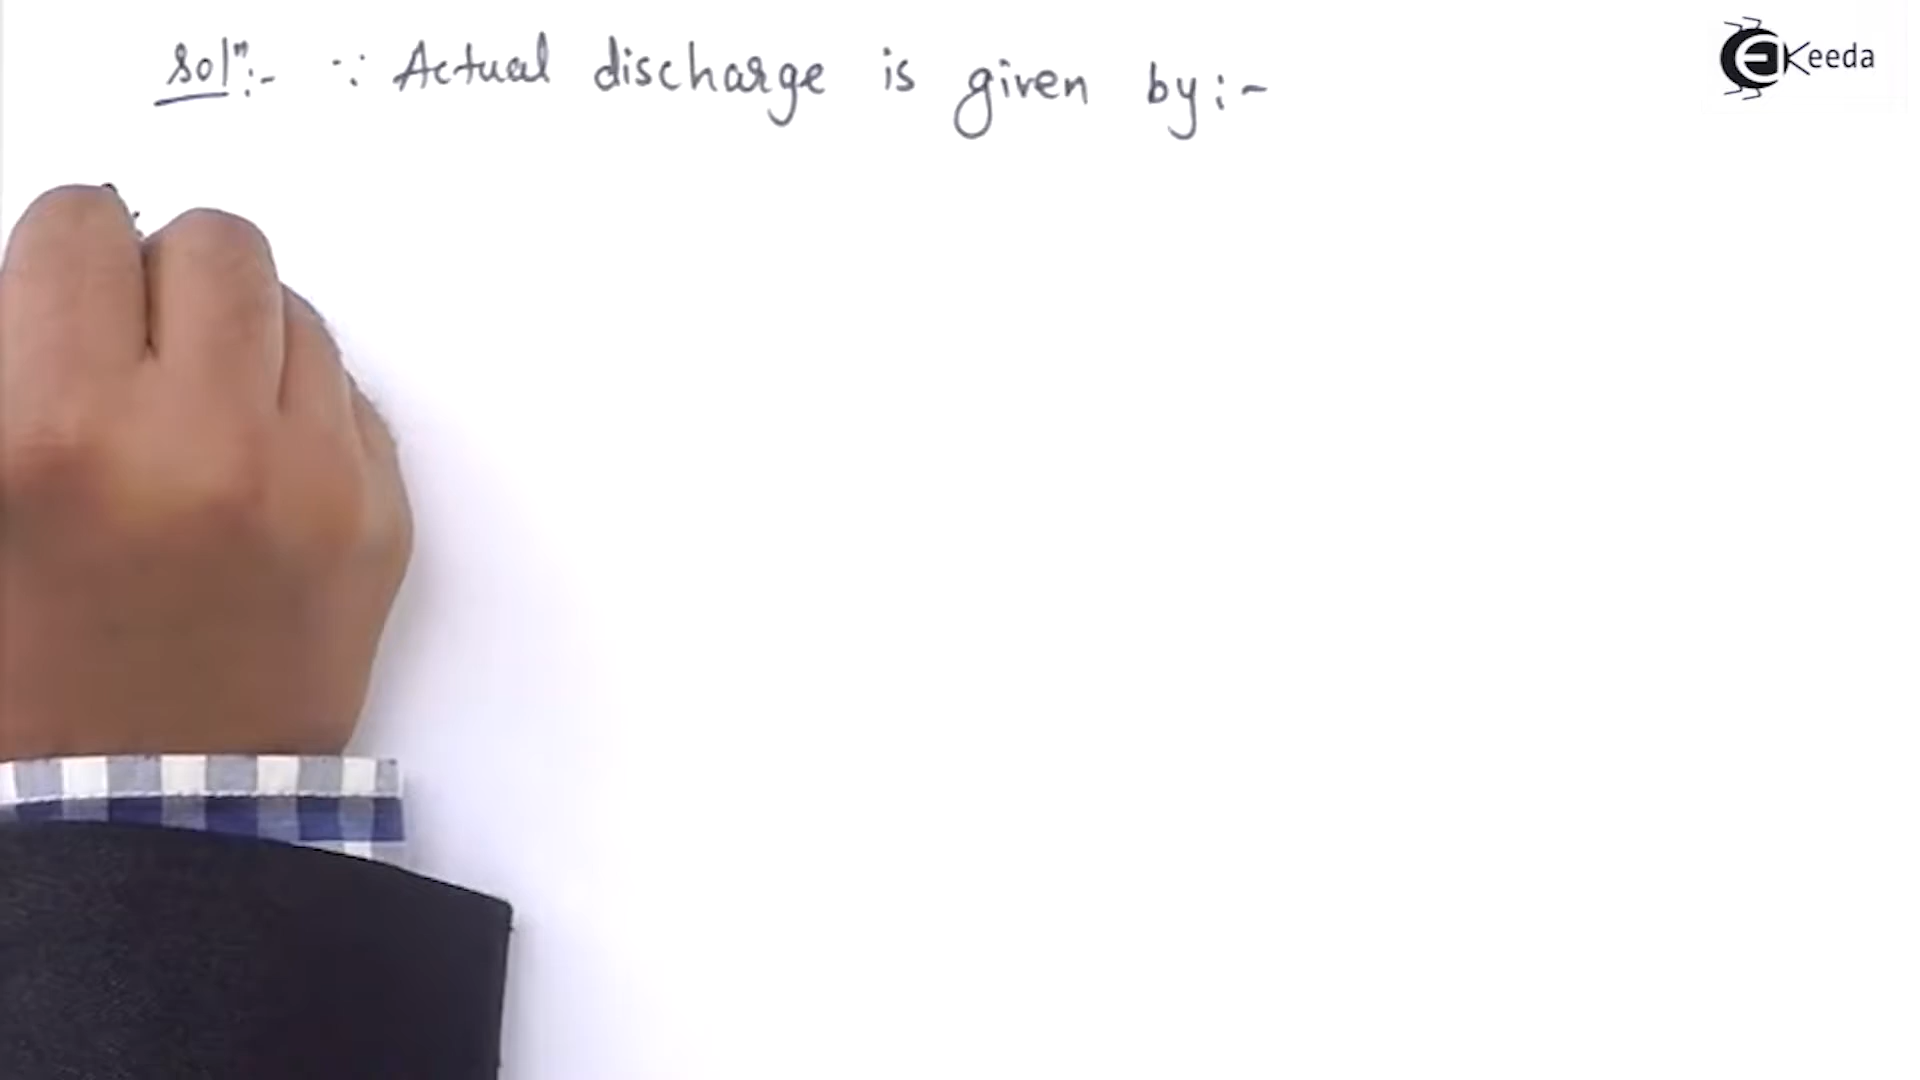 solⁿ:- ∵ Actual discharge is given by:-
EKeeda